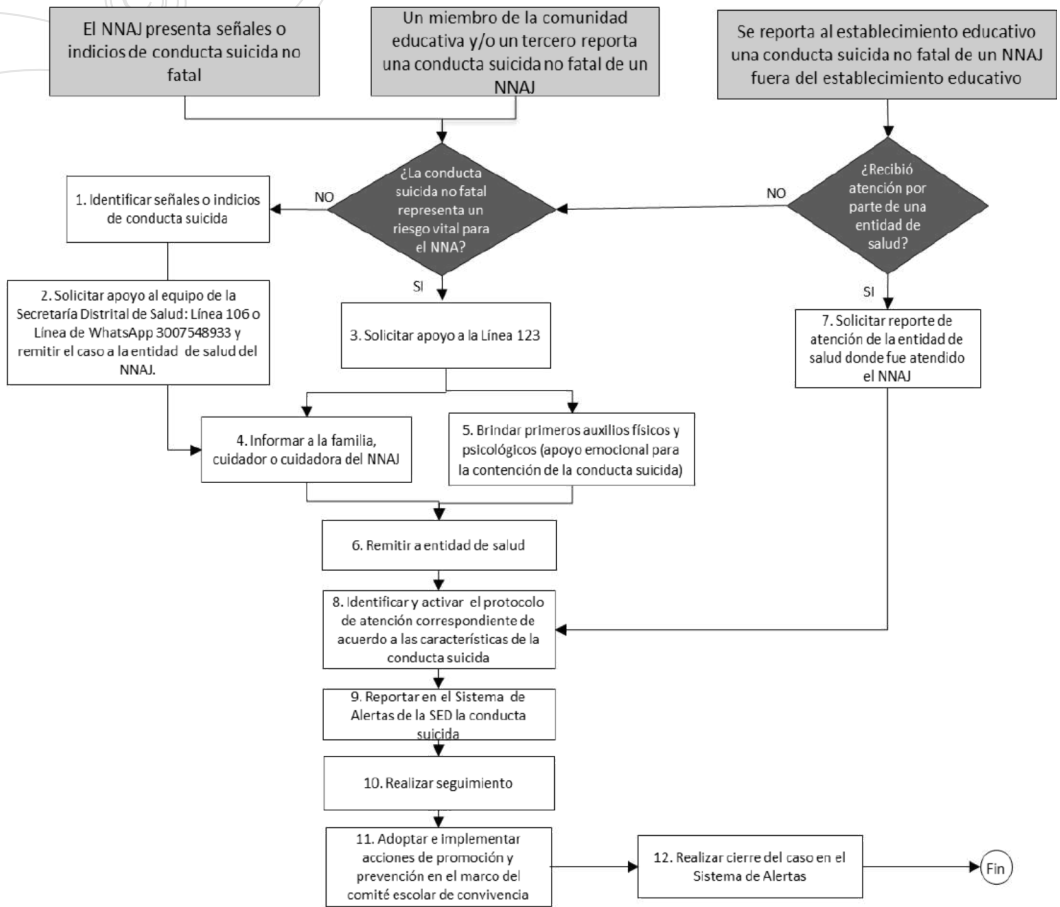 El NNAJ presenta señales o
indicios de conducta suicida no
fatal
Un miembro de la comunidad
educativa y/o un tercero reporta
una conducta suicida no fatal de un
NNAJ
Se reporta al establecimiento educativo
una conducta suicida no fatal de un NNAJ
fuera del establecimiento educativo
¿La conducta
suicida no fatal
representa un
riesgo vital para
el NNA?
¿Recibió
atención por
parte de una
entidad de
salud?
NO
NO
1. Identificar señales o indicios
de conducta suicida
SI
SI
2. Solicitar apoyo al equipo de la
Secretaría Distrital de Salud: Línea 106 o
Línea de WhatsApp 3007548933 y
remitir el caso a la entidad de salud del
NNAJ.
3. Solicitar apoyo a la Línea 123
7. Solicitar reporte de
atención de la entidad de
salud donde fue atendido
el NNAJ
4. Informar a la familia,
cuidador o cuidadora del NNAJ
5. Brindar primeros auxilios físicos y
psicológicos (apoyo emocional para
la contención de la conducta suicida)
6. Remitir a entidad de salud
8. Identificar y activar el protocolo
de atención correspondiente de
acuerdo a las características de la
conducta suicida
9. Reportar en el Sistema de
Alertas de la SED la conducta
suicida
10. Realizar seguimiento
11. Adoptar e implementar
acciones de promoción y
prevención en el marco del
comité escolar de convivencia
12. Realizar cierre del caso en el
Sistema de Alertas
Fin